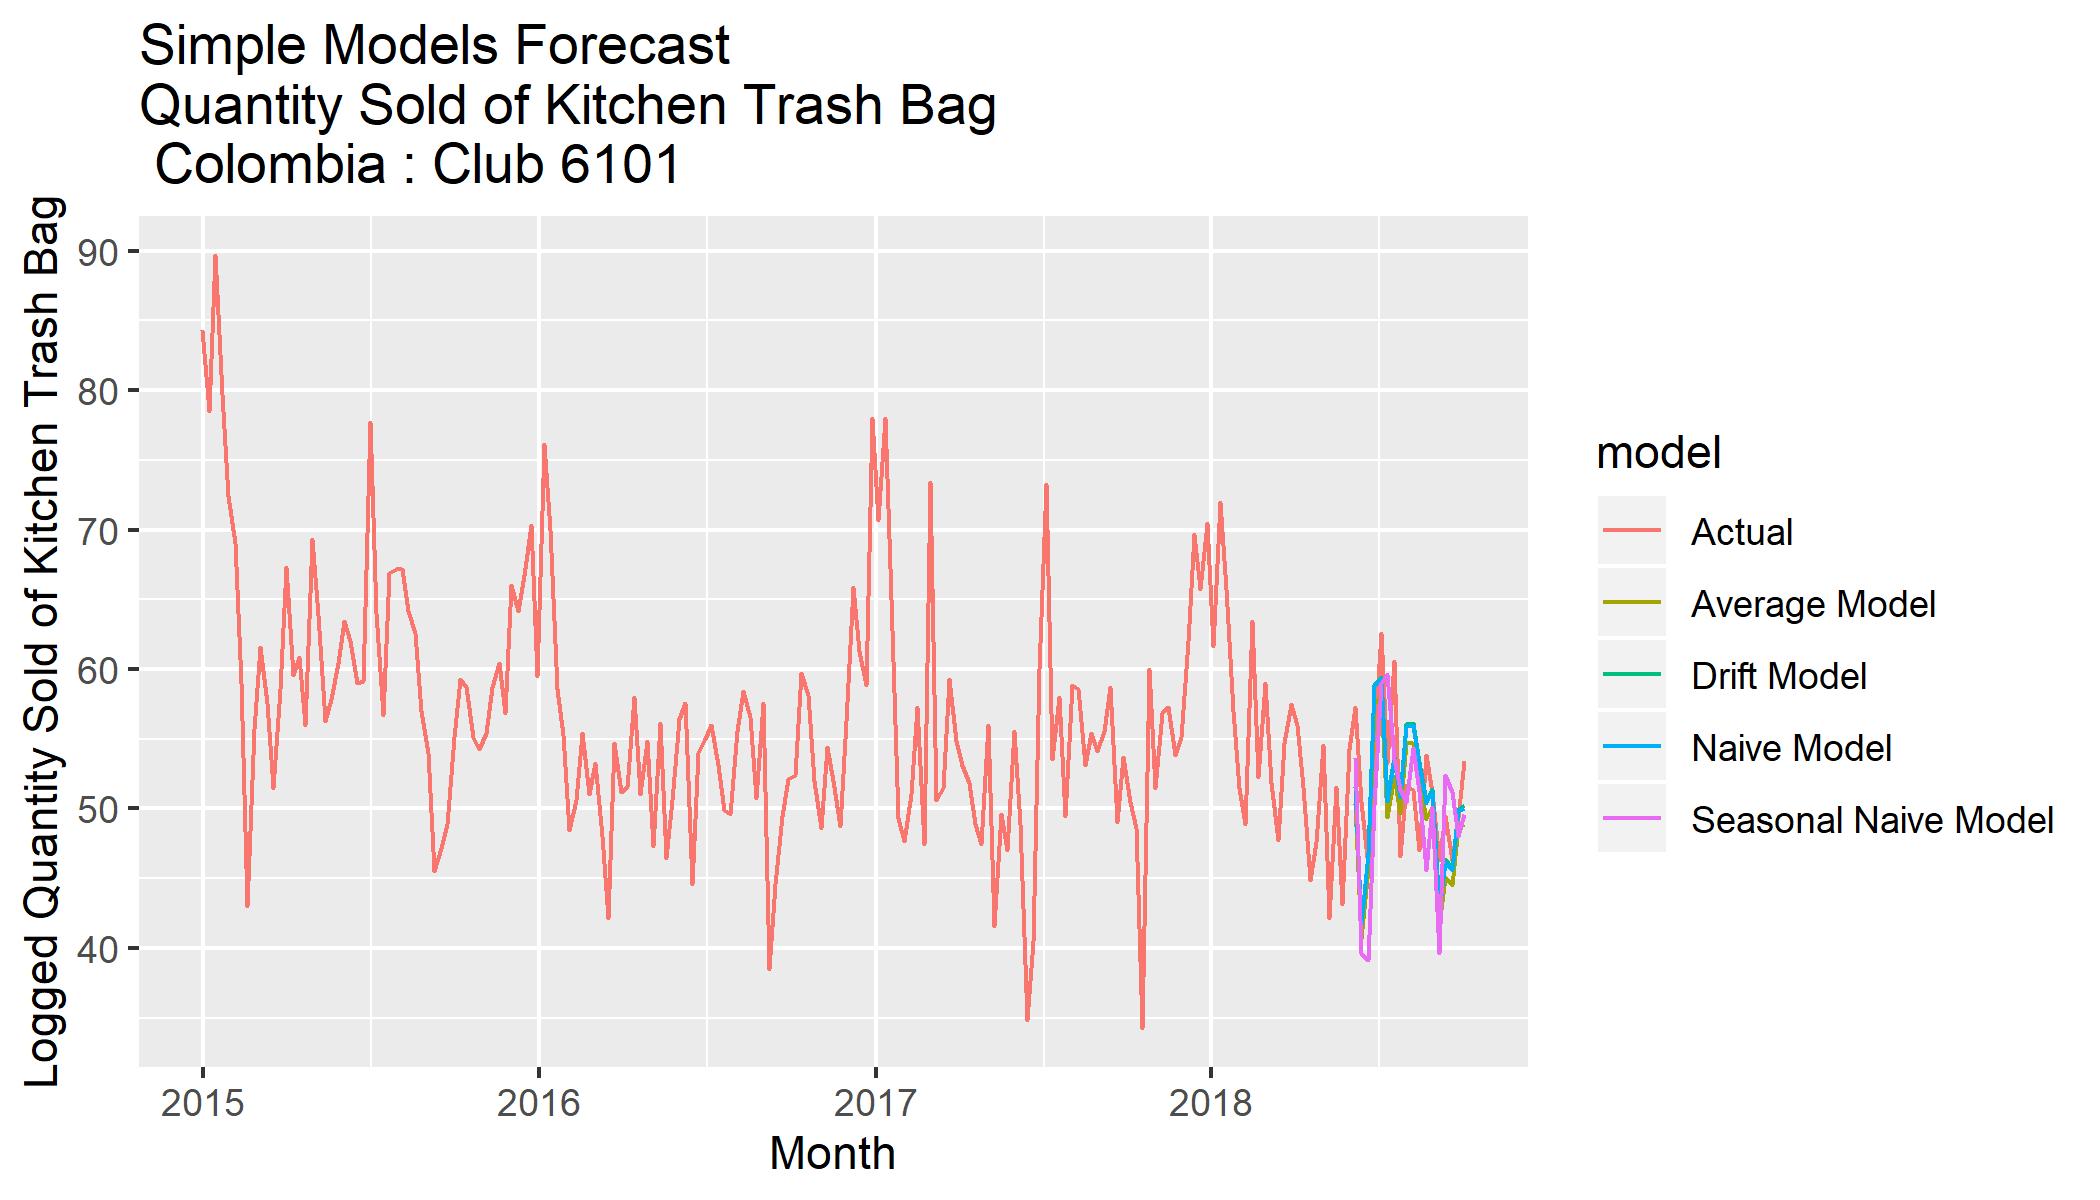 Simple Models Forecast
Quantity Sold of Kitchen Trash Bag
Colombia : Club 6101
Logged Quantity Sold of Kitchen Trash Bag
90
80
70
60
50
40
2015
2016
2017
2018
Month
model
Actual
Average Model
Drift Model
Naive Model
Seasonal Naive Model